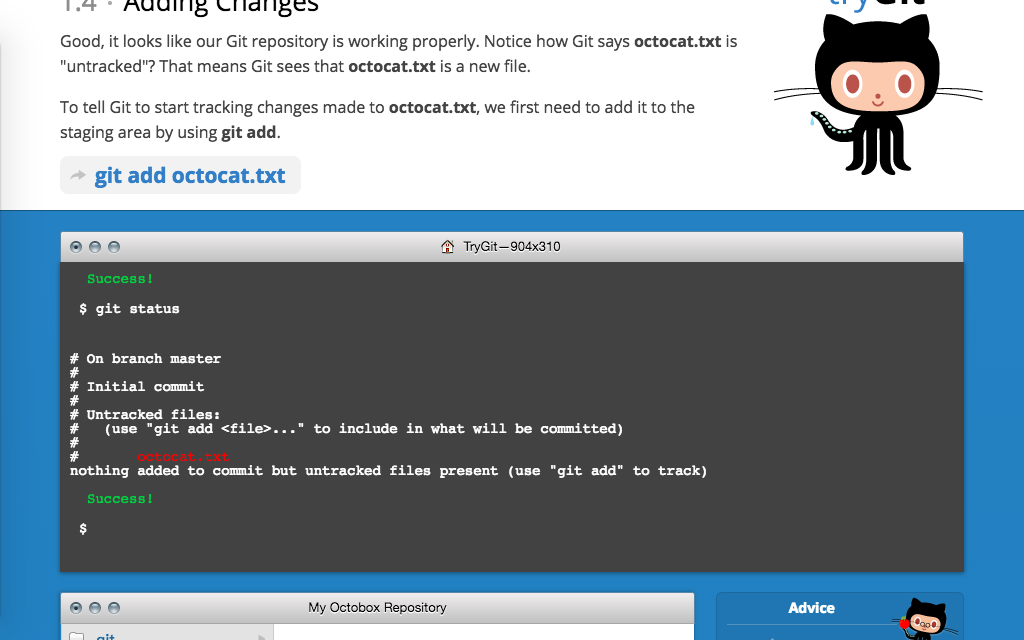 1.4 · Adding Changes
tryGit
Good, it looks like our Git repository is working properly. Notice how Git says octocat.txt is
"untracked"? That means Git sees that octocat.txt is a new file.
To tell Git to start tracking changes made to octocat.txt, we first need to add it to the
staging area by using git add.
git add octocat.txt
TryGit—904x310
Success!
$ git status
# On branch master
#
# Initial commit
#
# Untracked files:
#   (use "git add <file>..." to include in what will be committed)
#
#       octocat.txt
nothing added to commit but untracked files present (use "git add" to track)
Success!
$
My Octobox Repository
Advice
.git